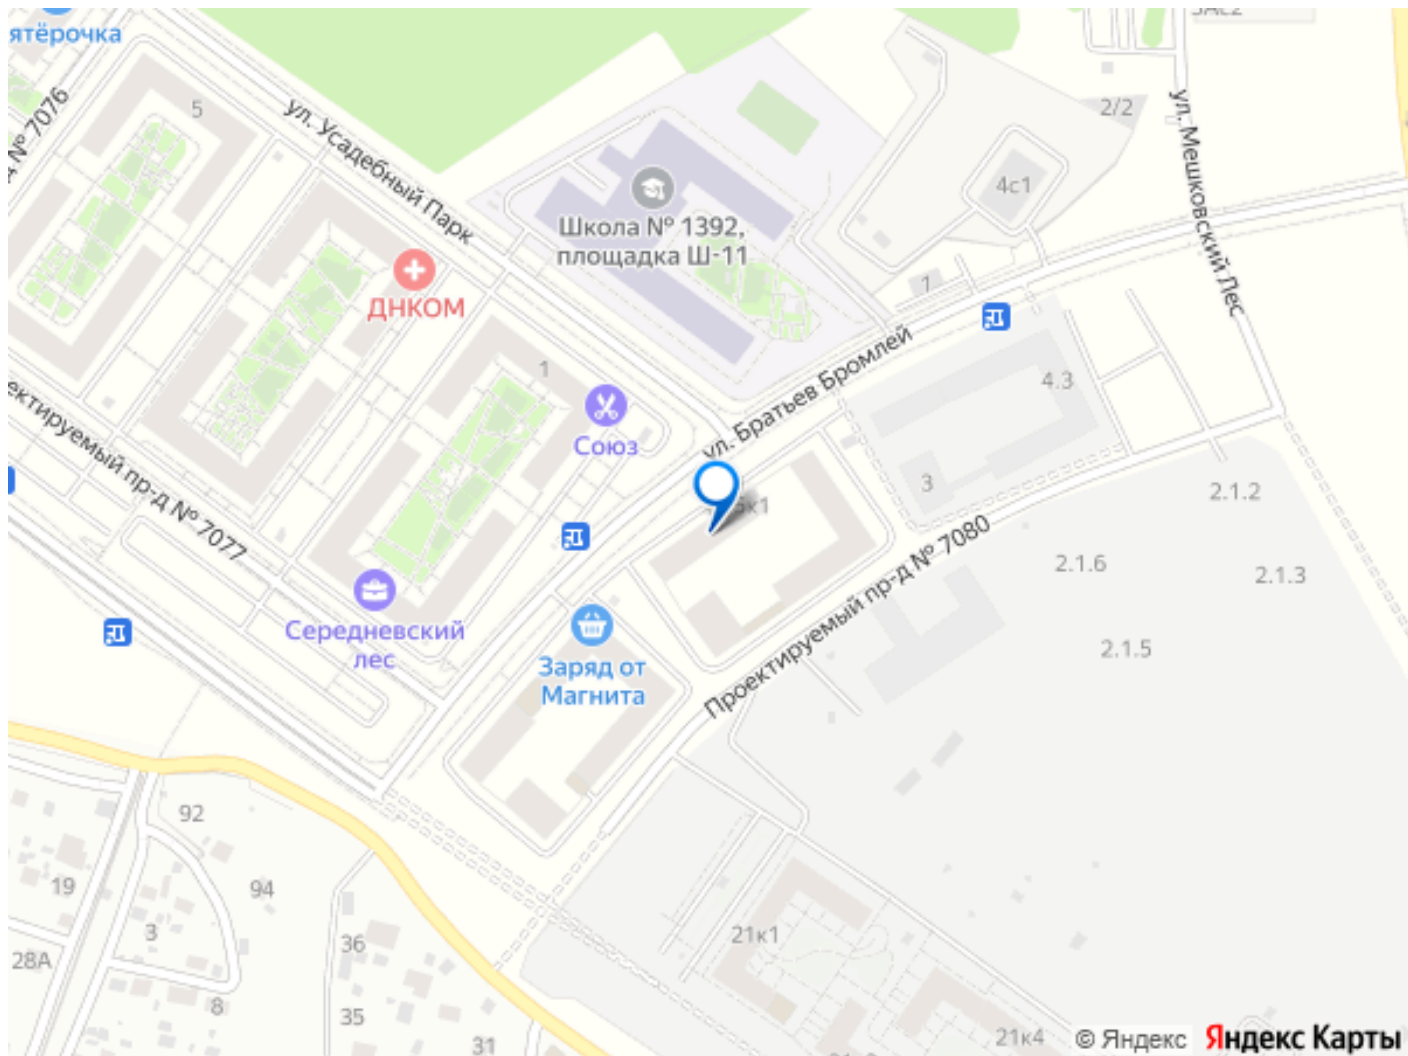 ятёрочка
5
ул. Усадебный Парк
№ 7076
2/2
ул. Мешковский Лес
4с1
Школа № 1392,
площадка Ш-11
ДНКОМ
1
1
ул. Братьев Бромлей
4.3
Союз
3
5к1
2.1.2
ектируемый пр-д № 7077
Проектируемый пр-д № 7080
2.1.6
2.1.3
2.1.5
Середневский
лес
Заряд от
Магнита
92
94
19
3
28А
8
36
35
31
21к1
21к4
© Яндекс
Яндекс Карты